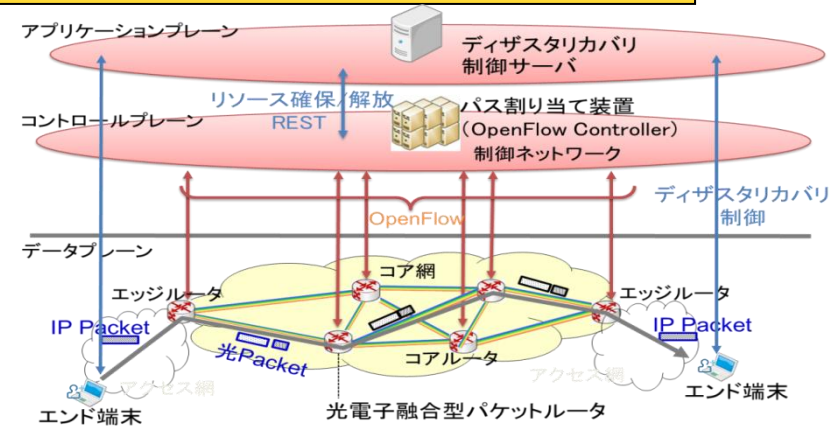 アプリケーションプレーン
ディザスタリカバリ
制御サーバ
リソース確保/解放
REST
コントロールプレーン
パス割り当て装置
(OpenFlow Controller)
制御ネットワーク
ディザスタリカバリ
制御
OpenFlow
データプレーン
コア網
エッジルータ
エッジルータ
IP Packet
IP Packet
光Packet
コアルータ
アクセス網
アクセス網
エンド端末
エンド端末
光電子融合型パケットルータ